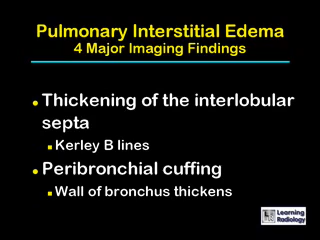 Pulmonary Interstitial Edema
4 Major Imaging Findings
Thickening of the interlobular
septa
Kerley B lines
Peribronchial cuffing
Wall of bronchus thickens
Learning
Radiology